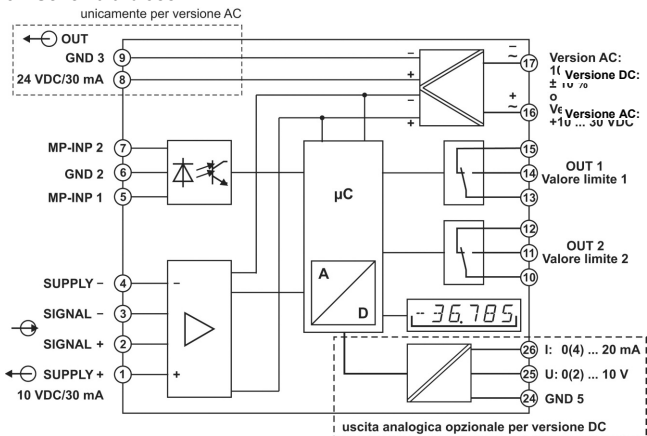 unicamente per versione AC
OUT
GND 3
9
24 VDC/30 mA
8
MP-INP 2
7
GND 2
6
MP-INP 1
5
SUPPLY −
4
SIGNAL −
3
SIGNAL +
2
SUPPLY +
1
10 VDC/30 mA
−
+
−
+
−
+
µC
A
D
-36.785
− ~
17
+ ~
16
Version AC:
Versione DC:
± 10 %
o
Versione AC:
+10 ... 30 VDC
15
14
13
OUT 1
Valore limite 1
12
11
10
OUT 2
Valore limite 2
26
I: 0(4) ... 20 mA
25
U: 0(2) ... 10 V
24
GND 5
uscita analogica opzionale per versione DC